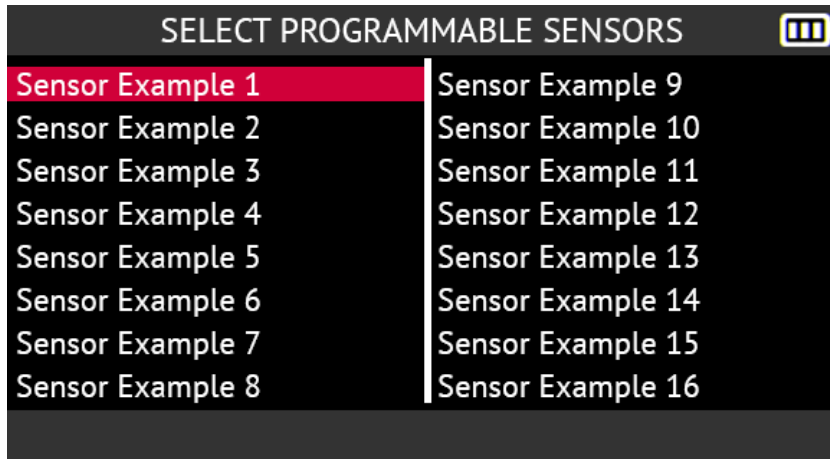 SELECT PROGRAMMABLE SENSORS
Sensor Example 1
Sensor Example 2
Sensor Example 3
Sensor Example 4
Sensor Example 5
Sensor Example 6
Sensor Example 7
Sensor Example 8
Sensor Example 9
Sensor Example 10
Sensor Example 11
Sensor Example 12
Sensor Example 13
Sensor Example 14
Sensor Example 15
Sensor Example 16